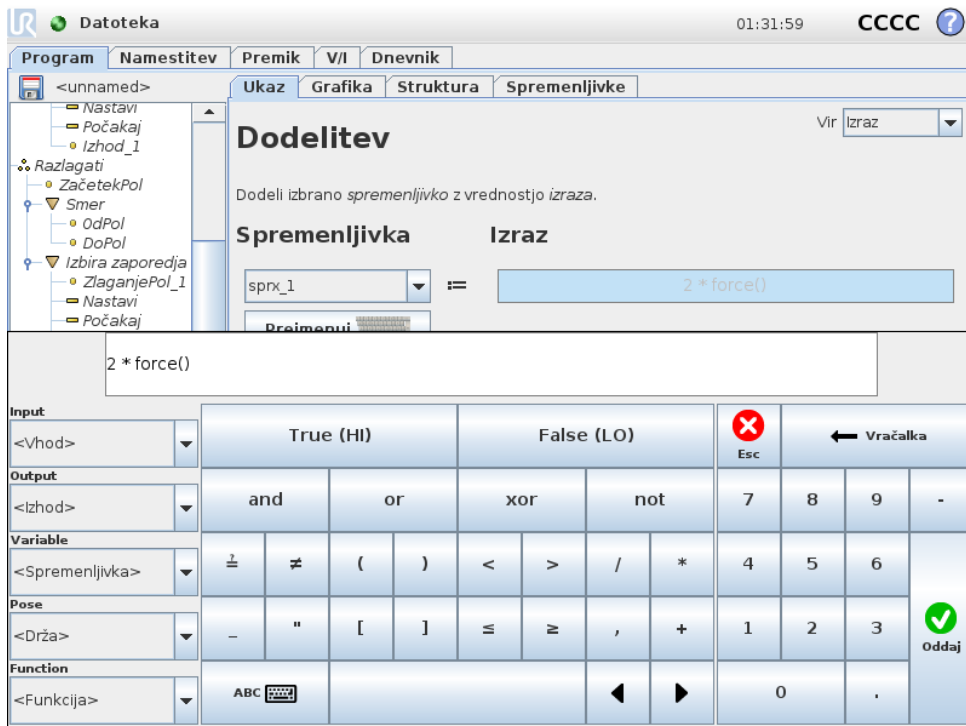 UR Datoteka 01:31:59 CCCC ?
Program Namestitev Premik V/I Dnevnik
<unnamed>
Ukaz Grafika Struktura Spremenljivke
Nastavi
Počakaj
Izhod_1
Razlagati
ZačetekPol
Smer
OdPol
DoPol
Izbira zaporedja
ZlaganjePol_1
Nastavi
Počakaj
Dodelitev
Vir Izraz
Dodeli izbrano spremenljivko z vrednostjo izraza.
Spremenljivka Izraz
sprx_1 := 2 * force()
Preimenuj
2 * force()
Input
<Vhod>
Output
<Izhod>
Variable
<Spremenljivka>
Pose
<Drža>
Function
<Funkcija>
True (HI) False (LO) Esc Vračalka
and or xor not 7 8 9 -
≟ ≠ ( ) < > / * 4 5 6
_ " [ ] ≤ ≥ , + 1 2 3 Oddaj
ABC 0 .